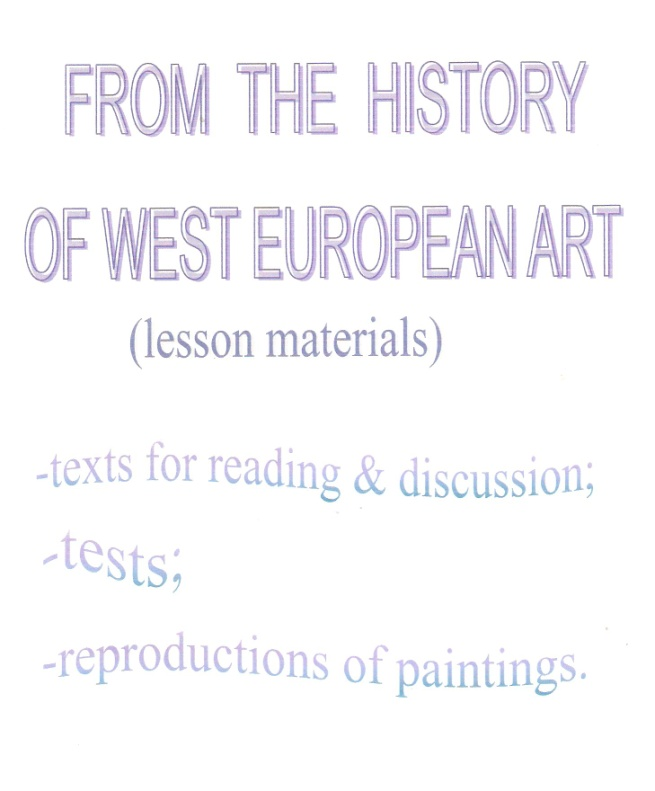 FROM THE HISTORY
OF WEST EUROPEAN ART
(lesson materials)
-texts for reading & discussion;
-tests;
-reproductions of paintings.